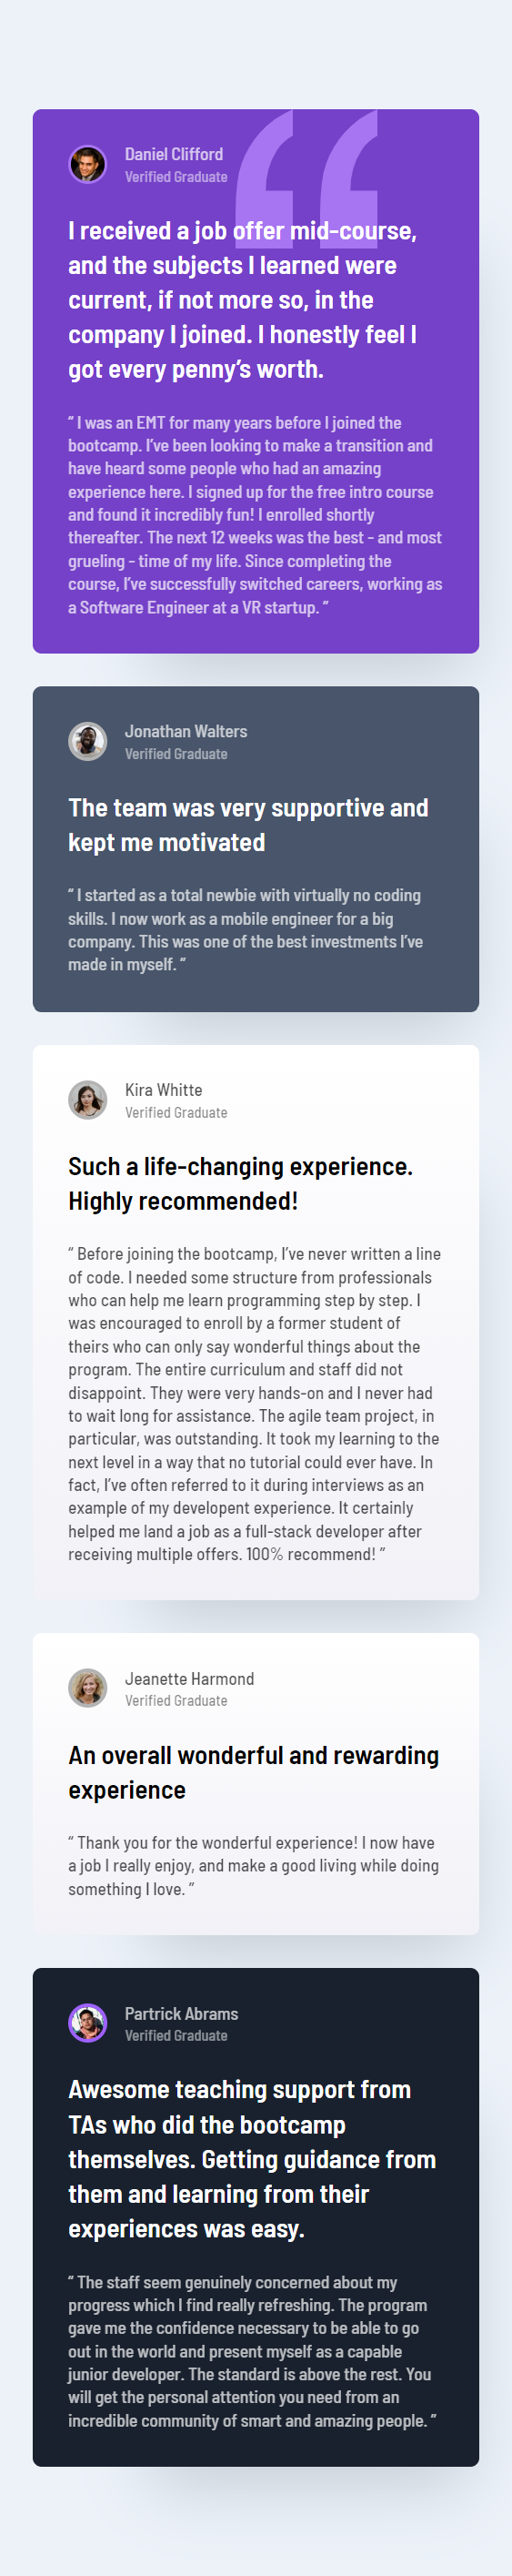 Daniel Clifford
Verified Graduate
I received a job offer mid-course,
and the subjects I learned were
current, if not more so, in the
company I joined. I honestly feel I
got every penny’s worth.
“ I was an EMT for many years before I joined the
bootcamp. I’ve been looking to make a transition and
have heard some people who had an amazing
experience here. I signed up for the free intro course
and found it incredibly fun! I enrolled shortly
thereafter. The next 12 weeks was the best - and most
grueling - time of my life. Since completing the
course, I’ve successfully switched careers, working as
a Software Engineer at a VR startup. ”
Jonathan Walters
Verified Graduate
The team was very supportive and
kept me motivated
“ I started as a total newbie with virtually no coding
skills. I now work as a mobile engineer for a big
company. This was one of the best investments I’ve
made in myself. ”
Kira Whitte
Verified Graduate
Such a life-changing experience.
Highly recommended!
“ Before joining the bootcamp, I’ve never written a line
of code. I needed some structure from professionals
who can help me learn programming step by step. I
was encouraged to enroll by a former student of
theirs who can only say wonderful things about the
program. The entire curriculum and staff did not
disappoint. They were very hands-on and I never had
to wait long for assistance. The agile team project, in
particular, was outstanding. It took my learning to the
next level in a way that no tutorial could ever have. In
fact, I’ve often referred to it during interviews as an
example of my developent experience. It certainly
helped me land a job as a full-stack developer after
receiving multiple offers. 100% recommend! ”
Jeanette Harmond
Verified Graduate
An overall wonderful and rewarding
experience
“ Thank you for the wonderful experience! I now have
a job I really enjoy, and make a good living while doing
something I love. ”
Partrick Abrams
Verified Graduate
Awesome teaching support from
TAs who did the bootcamp
themselves. Getting guidance from
them and learning from their
experiences was easy.
“ The staff seem genuinely concerned about my
progress which I find really refreshing. The program
gave me the confidence necessary to be able to go
out in the world and present myself as a capable
junior developer. The standard is above the rest. You
will get the personal attention you need from an
incredible community of smart and amazing people. ”